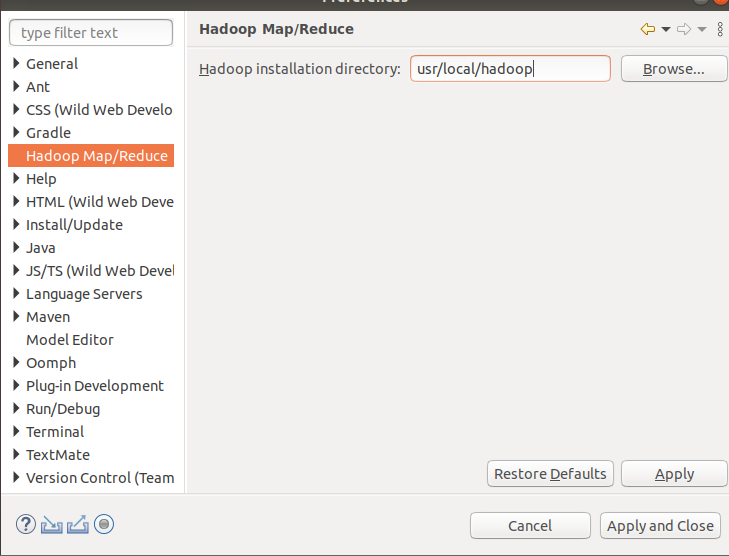 Preferences
type filter text
Hadoop Map/Reduce
General
Hadoop installation directory: usr/local/hadoop Browse...
Ant
CSS (Wild Web Develo
Gradle
Hadoop Map/Reduce
Help
HTML (Wild Web Deve
Install/Update
Java
JS/TS (Wild Web Devel
Language Servers
Maven
Model Editor
Oomph
Plug-in Development
Run/Debug
Terminal
TextMate
Version Control (Team
Restore Defaults Apply
Cancel Apply and Close